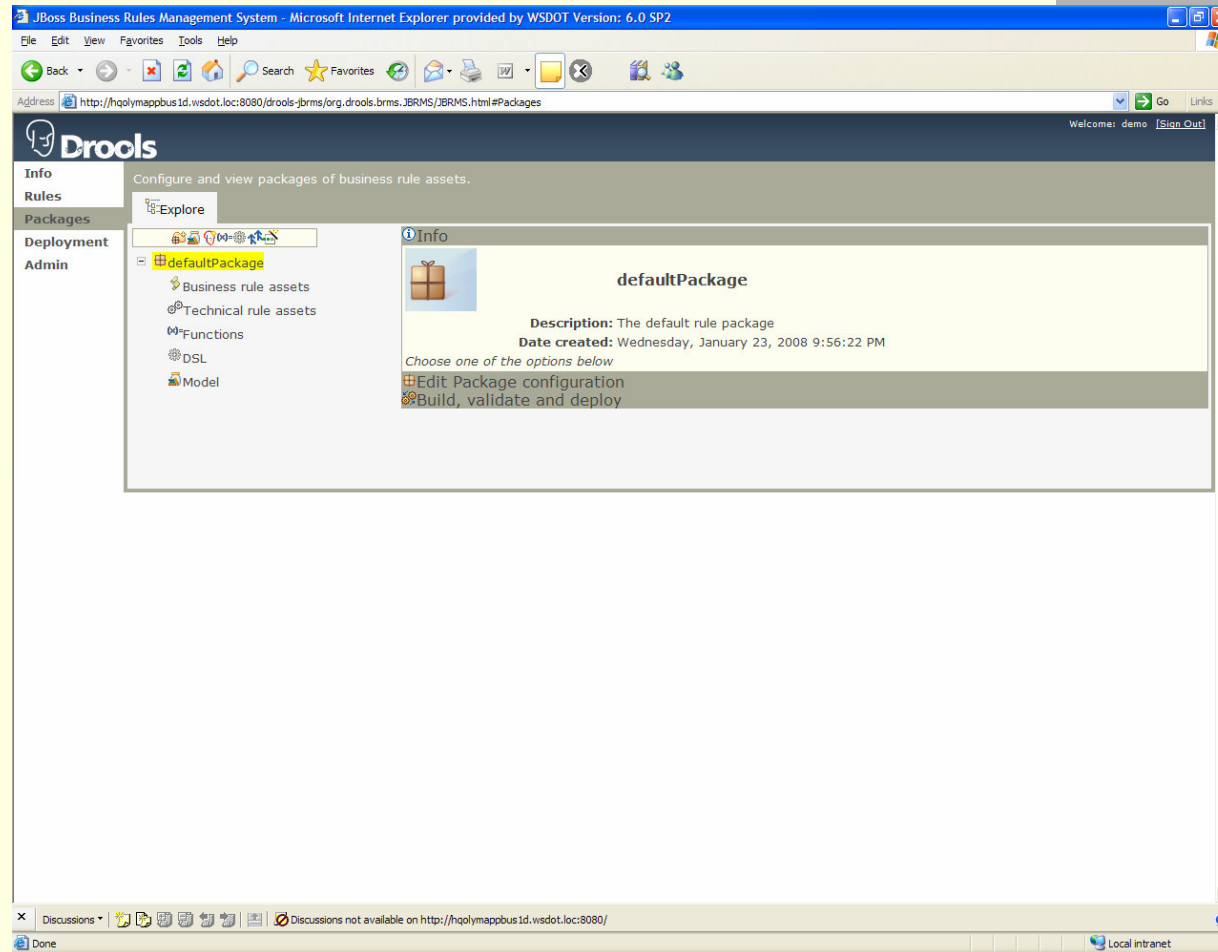 JBoss Business Rules Management System - Microsoft Internet Explorer provided by WSDOT Version: 6.0 SP2
File Edit View Favorites Tools Help
Back Search Favorites
Address http://hqolymappbus1d.wsdot.loc:8080/drools-jbrms/org.drools.brms.JBRMS/JBRMS.html#Packages Go Links
Drools
Welcome: demo [Sign Out]
Info
Rules
Packages
Deployment
Admin
Configure and view packages of business rule assets.
Explore
defaultPackage
Business rule assets
Technical rule assets
(x)=Functions
DSL
Model
Info
defaultPackage
Description: The default rule package
Date created: Wednesday, January 23, 2008 9:56:22 PM
Choose one of the options below
Edit Package configuration
Build, validate and deploy
Discussions Discussions not available on http://hqolymappbus1d.wsdot.loc:8080/
Done Local intranet